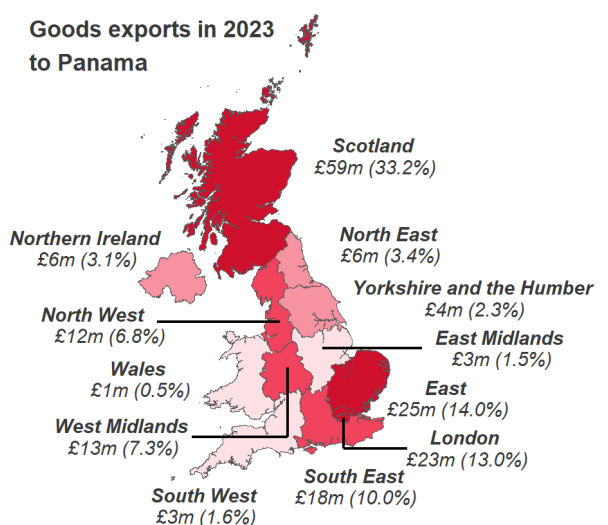 Goods exports in 2023
to Panama
Scotland
£59m (33.2%)
Northern Ireland
£6m (3.1%)
North East
£6m (3.4%)
Yorkshire and the Humber
£4m (2.3%)
North West
£12m (6.8%)
East Midlands
£3m (1.5%)
Wales
£1m (0.5%)
East
£25m (14.0%)
West Midlands
£13m (7.3%)
London
£23m (13.0%)
South East
£18m (10.0%)
South West
£3m (1.6%)